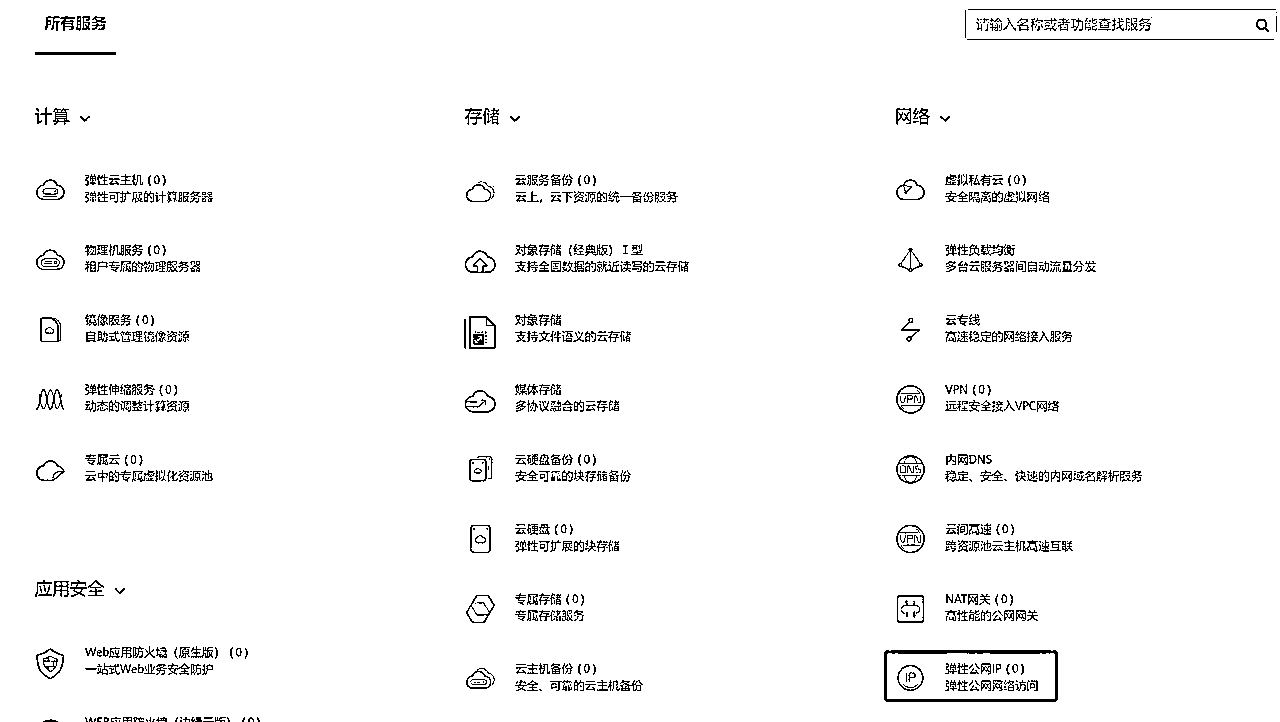 所有服务
请输入名称或者功能查找服务
计算
弹性云主机 (0)
弹性可扩展的计算服务器
物理机服务 (0)
租户专属的物理服务器
镜像服务 (0)
自助式管理镜像资源
弹性伸缩服务 (0)
动态的调整计算资源
专属云 (0)
云中的专属虚拟化资源池
应用安全
Web应用防火墙（原生版） (0)
一站式Web业务安全防护
WEB应用防火墙（边缘云版） (0)
存储
云服务备份 (0)
云上，云下资源的统一备份服务
对象存储（经典版）I 型
支持全国数据的就近读写的云存储
对象存储
支持文件语义的云存储
媒体存储
多协议融合的云存储
云硬盘备份 (0)
安全可靠的块存储备份
云硬盘 (0)
弹性可扩展的块存储
专属存储 (0)
专属存储服务
云主机备份 (0)
安全、可靠的云主机备份
网络
虚拟私有云 (0)
安全隔离的虚拟网络
弹性负载均衡
多台云服务器间自动流量分发
云专线
高速稳定的网络接入服务
VPN
VPN (0)
远程安全接入VPC网络
DNS
内网DNS
稳定、安全、快速的内网域名解析服务
VPN
云间高速 (0)
跨资源池云主机高速互联
NAT网关 (0)
高性能的公网网关
IP
弹性公网IP (0)
弹性公网网络访问